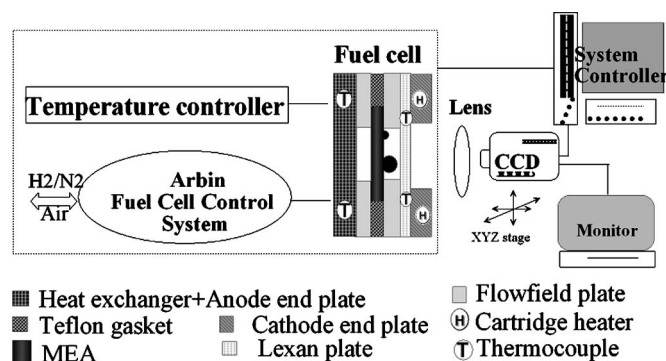 Fuel cell
System
Controller
Temperature controller
Lens
T
H
T
CCD
H2/N2
Air
Arbin
Fuel Cell Control
System
T
T
H
XYZ stage
Monitor
Heat exchanger+Anode end plate
Flowfield plate
Teflon gasket
Cathode end plate
H
Cartridge heater
MEA
Lexan plate
T
Thermocouple